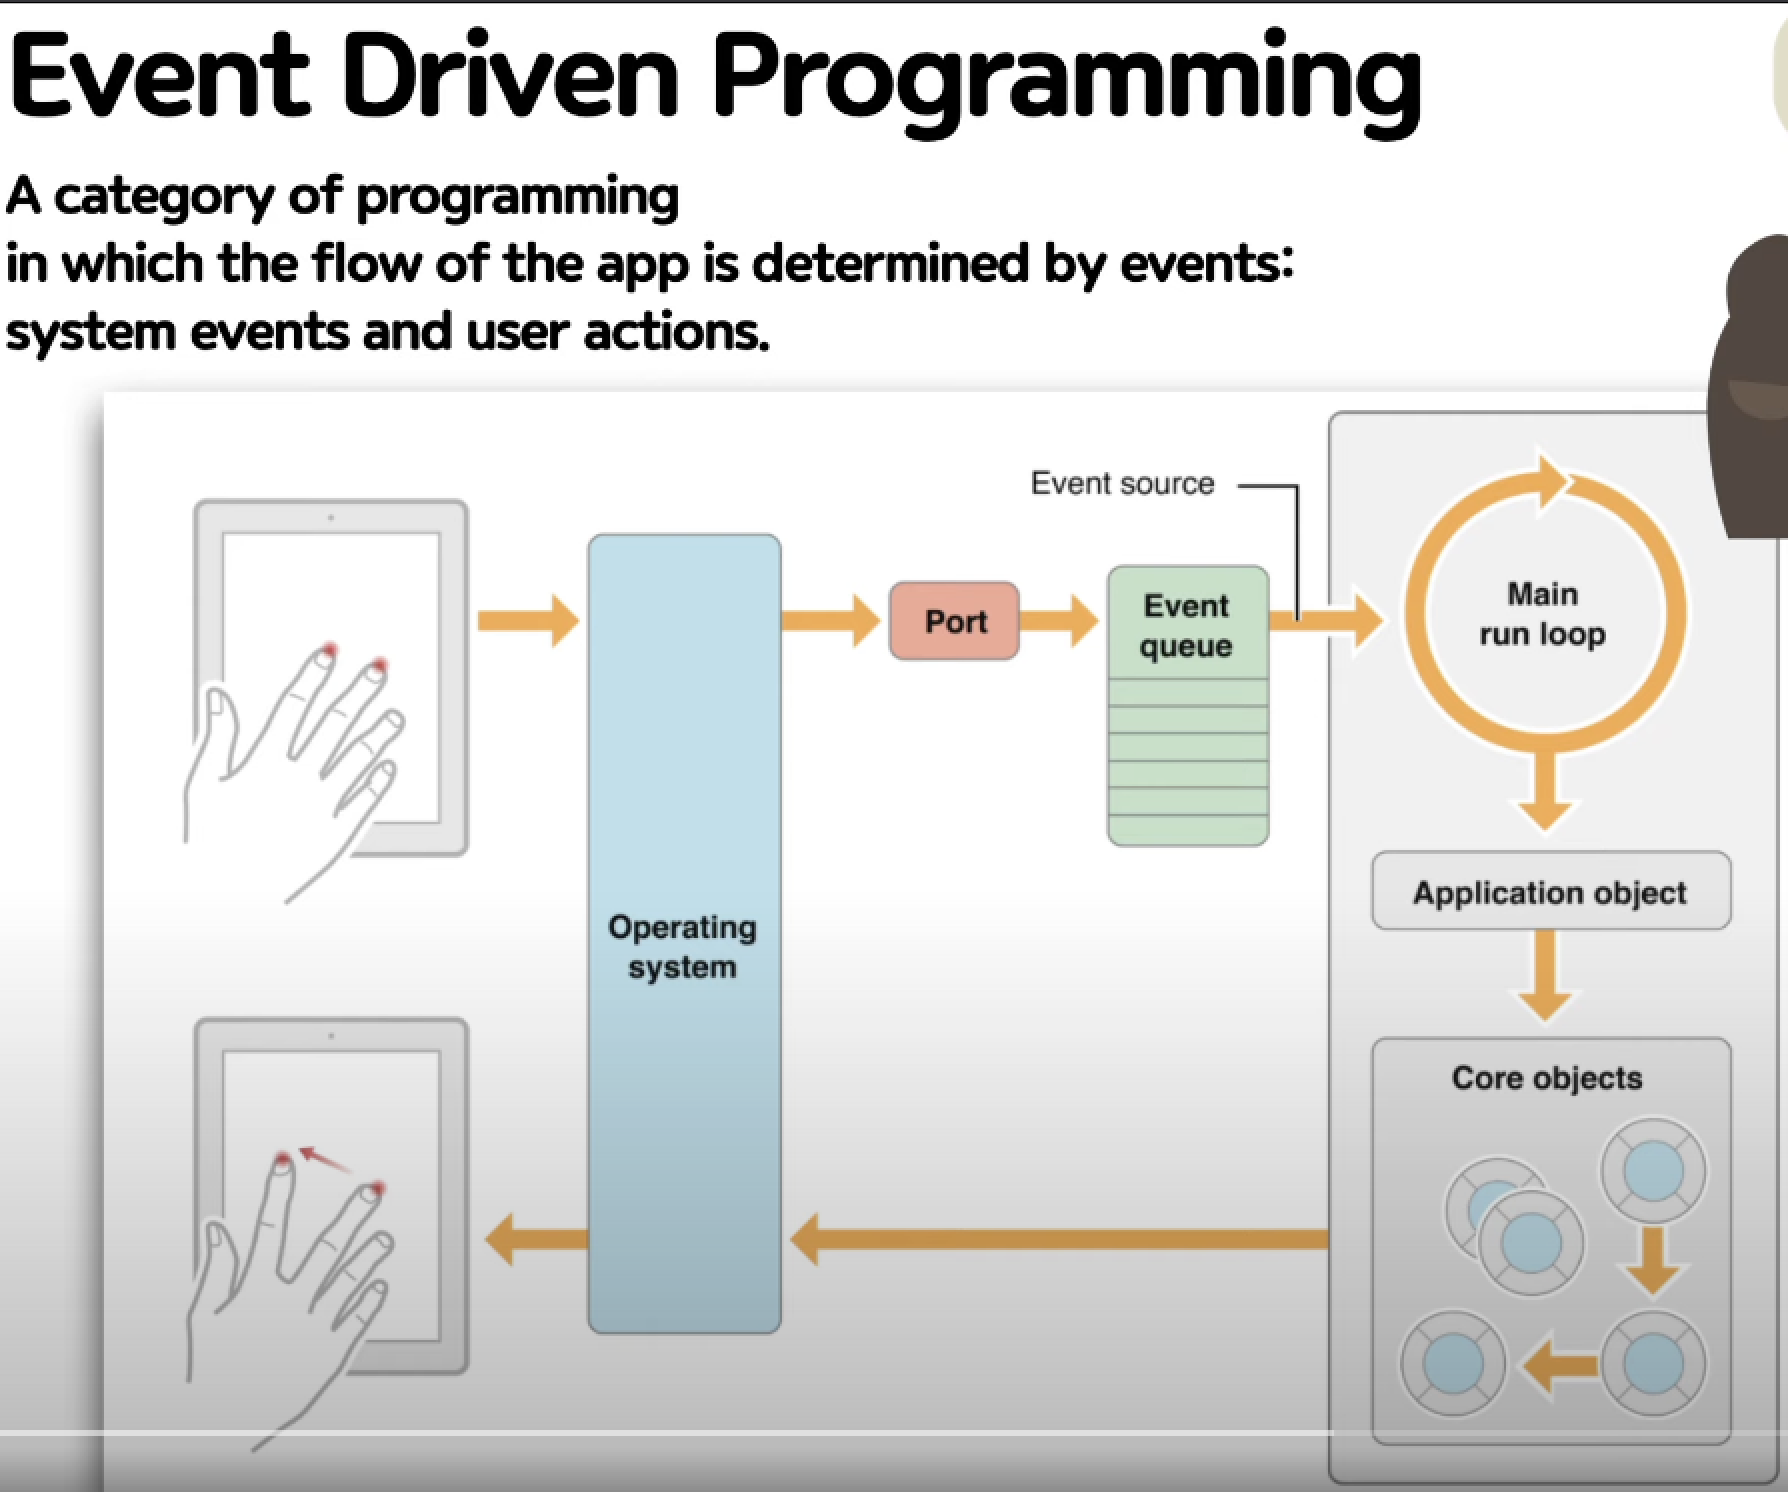 Event Driven Programming
A category of programming
in which the flow of the app is determined by events:
system events and user actions.
Event source
Port
Event
queue
Main
run loop
Operating
system
Application object
Core objects